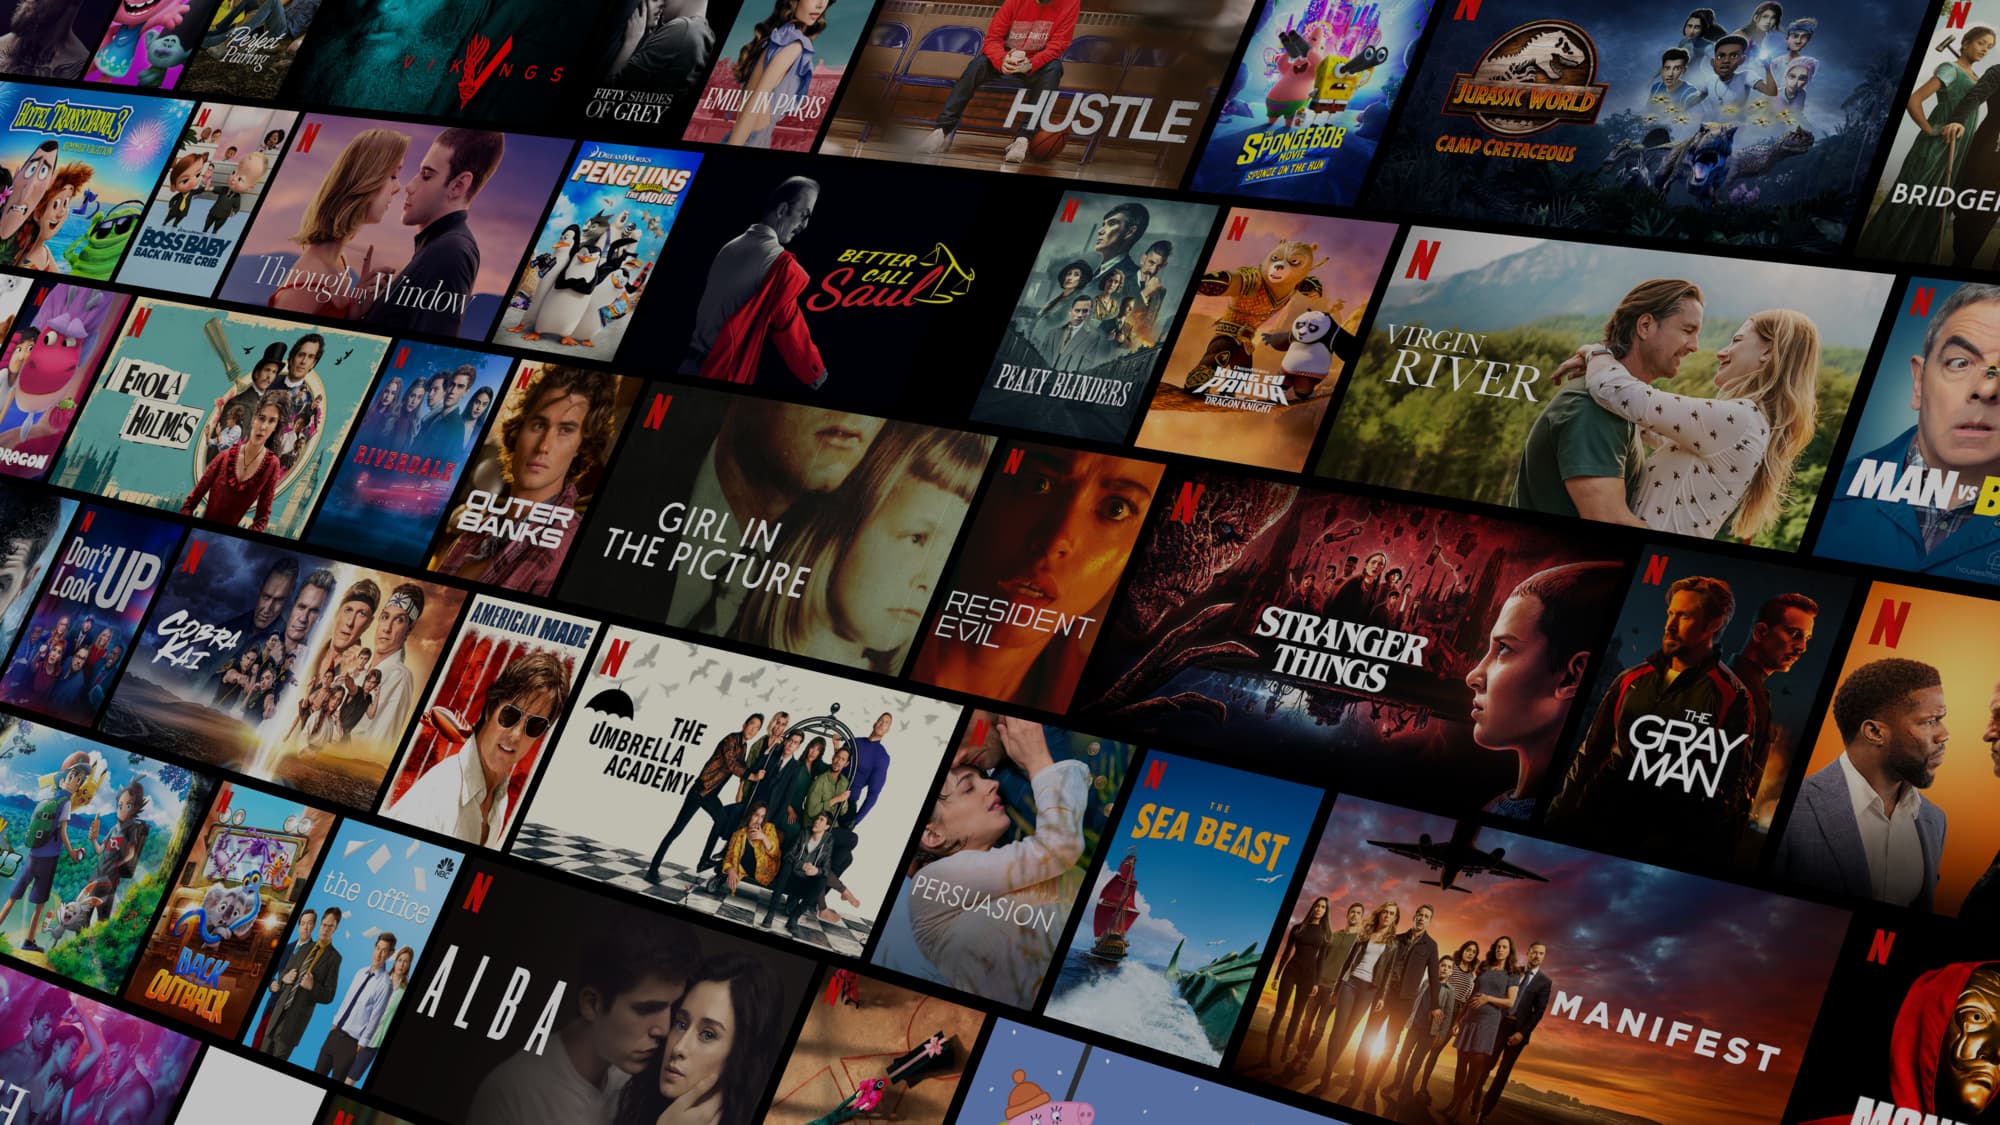 Perfect
Pairing
VIKINGS
FIFTY SHADES
OF GREY
EMILY IN PARIS
HUSTLE
THE
SPONGEBOB
MOVIE
SPONGE ON THE RUN
JURASSIC WORLD
CAMP CRETACEOUS
BRIDGE
HOTEL TRANSYLVANIA 3
SUMMER VACATION
THE
BOSS BABY
BACK IN THE CRIB
Through my Window
DREAMWORKS
PENGUINS
THE MOVIE
BETTER
CALL
Saul
PEAKY BLINDERS
KUNG FU
PANDA
THE
DRAGON KNIGHT
VIRGIN
RIVER
MAN vs B
DRAGON
ENOLA
HOLMES
RIVERDALE
OUTER
BANKS
GIRL IN
THE PICTURE
RESIDENT
EVIL
STRANGER
THINGS
THE
GRAY
MAN
Don't
Look UP
COBRA
KAI
AMERICAN MADE
THE
UMBRELLA
ACADEMY
PERSUASION
THE
SEA BEAST
MANIFEST
BACK
OUTBACK
the office
NBC
ALBA
MON